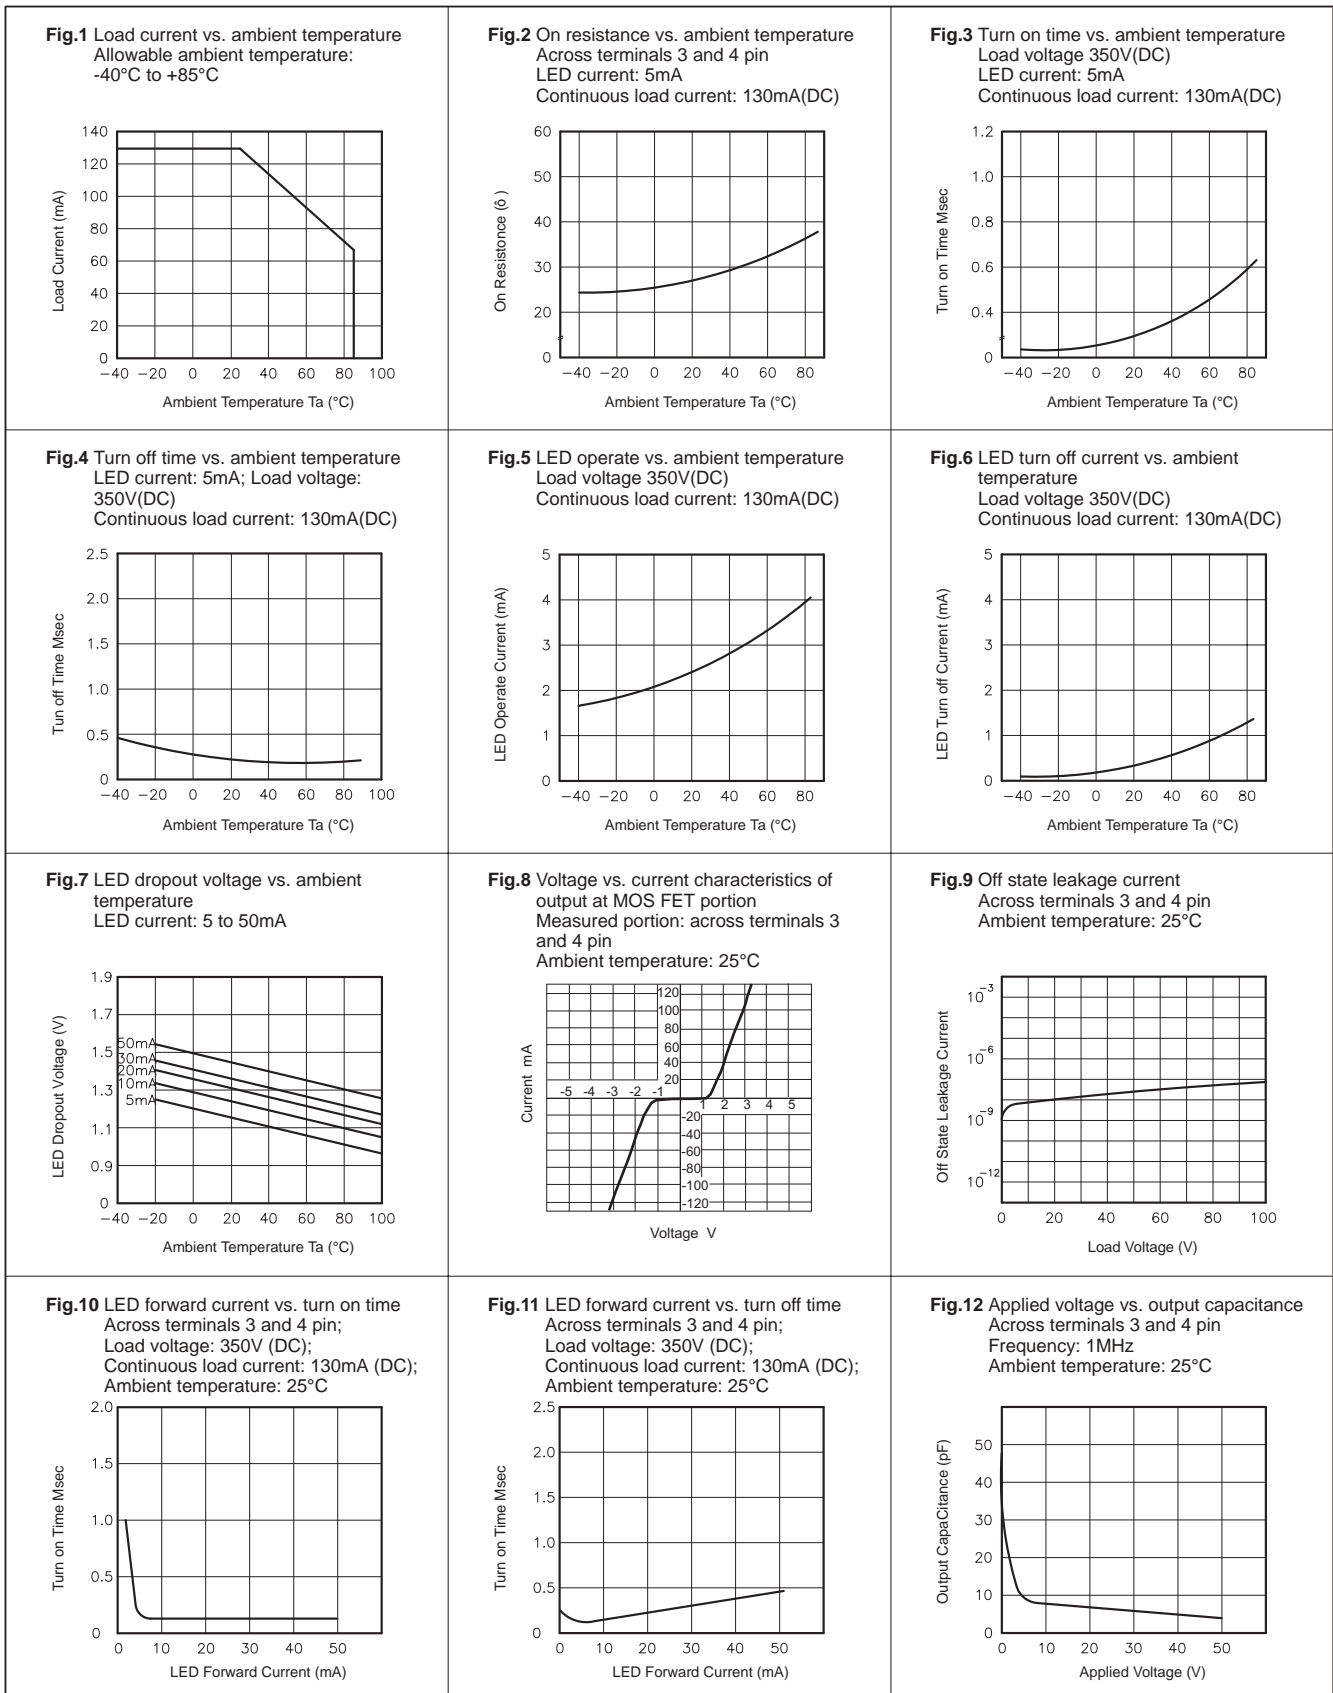 Fig.1 Load current vs. ambient temperature
Allowable ambient temperature:
-40°C to +85°C
140
120
100
80
60
40
20
0
Load Current (mA)
−40 −20 0 20 40 60 80 100
Ambient Temperature Ta (°C)
Fig.2 On resistance vs. ambient temperature
Across terminals 3 and 4 pin
LED current: 5mA
Continuous load current: 130mA(DC)
60
50
40
30
20
0
On Resistonce (ô )
−40 −20 0 20 40 60 80
Ambient Temperature Ta (°C)
Fig.3 Turn on time vs. ambient temperature
Load voltage 350V(DC)
LED current: 5mA
Continuous load current: 130mA(DC)
1.2
1.0
0.8
0.6
0.4
0
Turn on Time Msec
−40 −20 0 20 40 60 80
Ambient Temperature Ta (°C)
Fig.4 Turn off time vs. ambient temperature
LED current: 5mA; Load voltage:
350V(DC)
Continuous load current: 130mA(DC)
2.5
2.0
1.5
1.0
0.5
0
Tun off Time Msec
−40 −20 0 20 40 60 80 100
Ambient Temperature Ta (°C)
Fig.5 LED operate vs. ambient temperature
Load voltage 350V(DC)
Continuous load current: 130mA(DC)
5
4
3
2
1
0
LED Operate Current (mA)
−40 −20 0 20 40 60 80
Ambient Temperature Ta (°C)
Fig.6 LED turn off current vs. ambient
temperature
Load voltage 350V(DC)
Continuous load current: 130mA(DC)
5
4
3
2
1
0
LED Turn off Current (mA)
−40 −20 0 20 40 60 80
Ambient Temperature Ta (°C)
Fig.7 LED dropout voltage vs. ambient
temperature
LED current: 5 to 50mA
1.9
1.7
1.5
1.3
1.1
0.9
0
LED Dropout Voltage (V)
50mA
30mA
20mA
10mA
5mA
−40 −20 0 20 40 60 80 100
Ambient Temperature Ta (°C)
Fig.8 Voltage vs. current characteristics of
output at MOS FET portion
Measured portion: across terminals 3
and 4 pin
Ambient temperature: 25°C
120
100
80
60
40
20
-5 -4 -3 -2 -1
1 2 3 4 5
-20
-40
-60
-80
-100
-120
Current mA
Voltage V
Fig.9 Off state leakage current
Across terminals 3 and 4 pin
Ambient temperature: 25°C
10−3
10−6
10−9
10−12
Off State Leakage Current
0 20 40 60 80 100
Load Voltage (V)
Fig.10 LED forward current vs. turn on time
Across terminals 3 and 4 pin;
Load voltage: 350V (DC);
Continuous load current: 130mA (DC);
Ambient temperature: 25°C
2.0
1.5
1.0
0.5
0
Turn on Time Msec
0 10 20 30 40 50
LED Forward Current (mA)
Fig.11 LED forward current vs. turn off time
Across terminals 3 and 4 pin;
Load voltage: 350V (DC);
Continuous load current: 130mA (DC);
Ambient temperature: 25°C
2.5
2.0
1.5
1.0
0.5
0
Turn on Time Msec
0 10 20 30 40 50
LED Forward Current (mA)
Fig.12 Applied voltage vs. output capacitance
Across terminals 3 and 4 pin
Frequency: 1MHz
Ambient temperature: 25°C
50
40
30
20
10
0
Output CapaCitance (pF)
0 10 20 30 40 50
Applied Voltage (V)